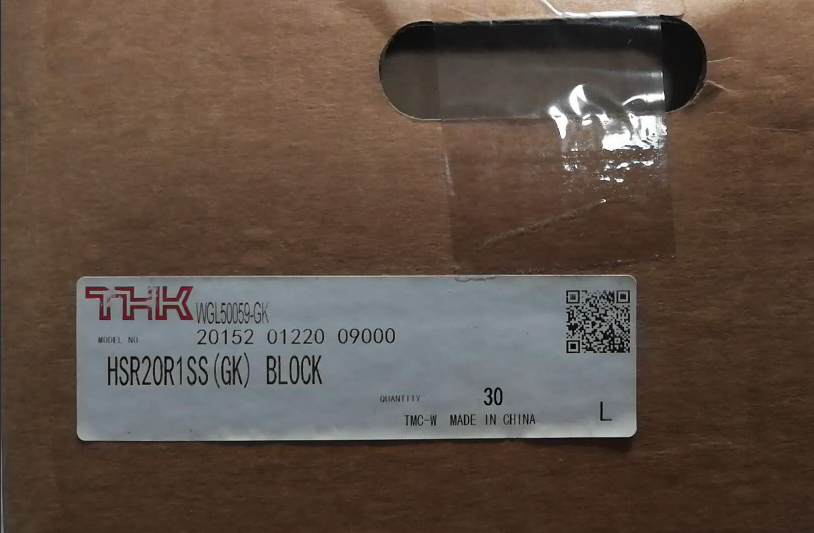 THK WGL50059-GK
MODEL NO. 20152 01220 09000
HSR20R1SS(GK) BLOCK
QUANTITY 30
TMC-W MADE IN CHINA L